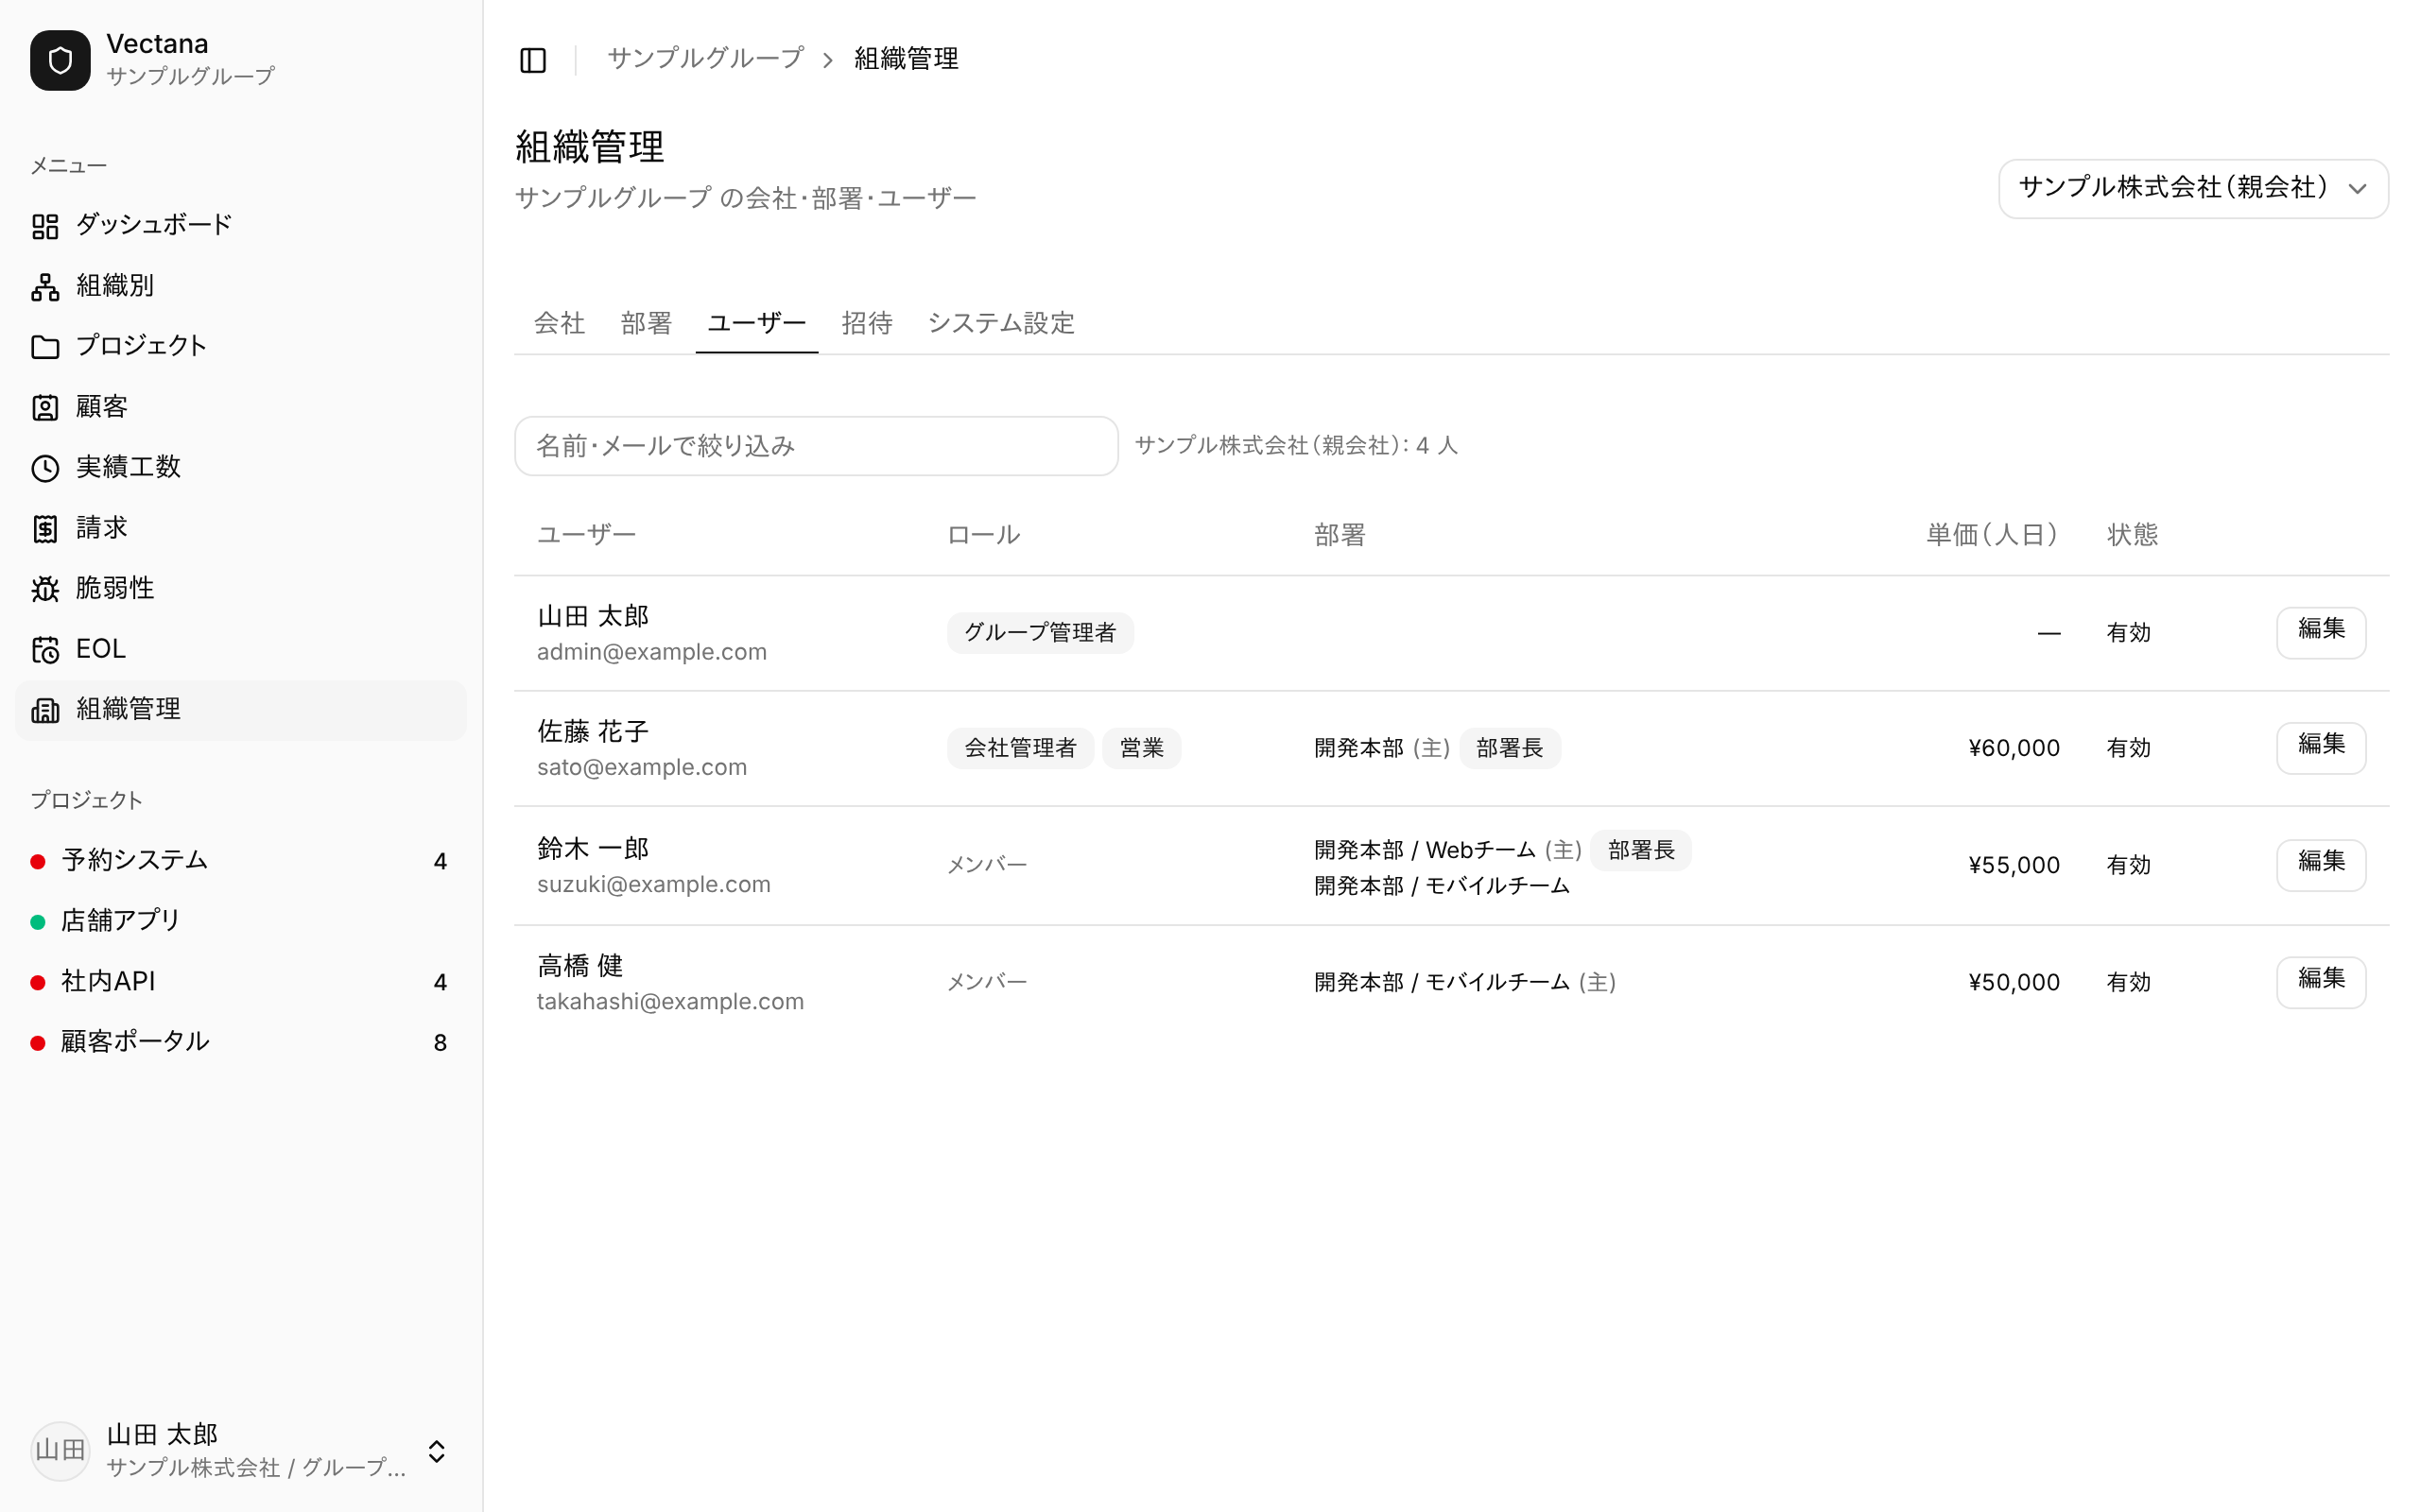 Vectana
サンプルグループ
メニュー
ダッシュボード
組織別
プロジェクト
顧客
実績工数
請求
脆弱性
EOL
組織管理
プロジェクト
予約システム 4
店舗アプリ
社内API 4
顧客ポータル 8
山田
山田 太郎
サンプル株式会社 / グループ...
サンプルグループ > 組織管理
組織管理
サンプルグループ の会社・部署・ユーザー
サンプル株式会社（親会社）
会社 部署 ユーザー 招待 システム設定
名前・メールで絞り込み サンプル株式会社（親会社）: 4 人
ユーザー ロール 部署 単価（人日） 状態
山田 太郎
admin@example.com
グループ管理者 — 有効 編集
佐藤 花子
sato@example.com
会社管理者 営業 開発本部 (主) 部署長 ¥60,000 有効 編集
鈴木 一郎
suzuki@example.com
メンバー
開発本部 / Webチーム (主) 部署長
開発本部 / モバイルチーム
¥55,000 有効 編集
高橋 健
takahashi@example.com
メンバー 開発本部 / モバイルチーム (主) ¥50,000 有効 編集